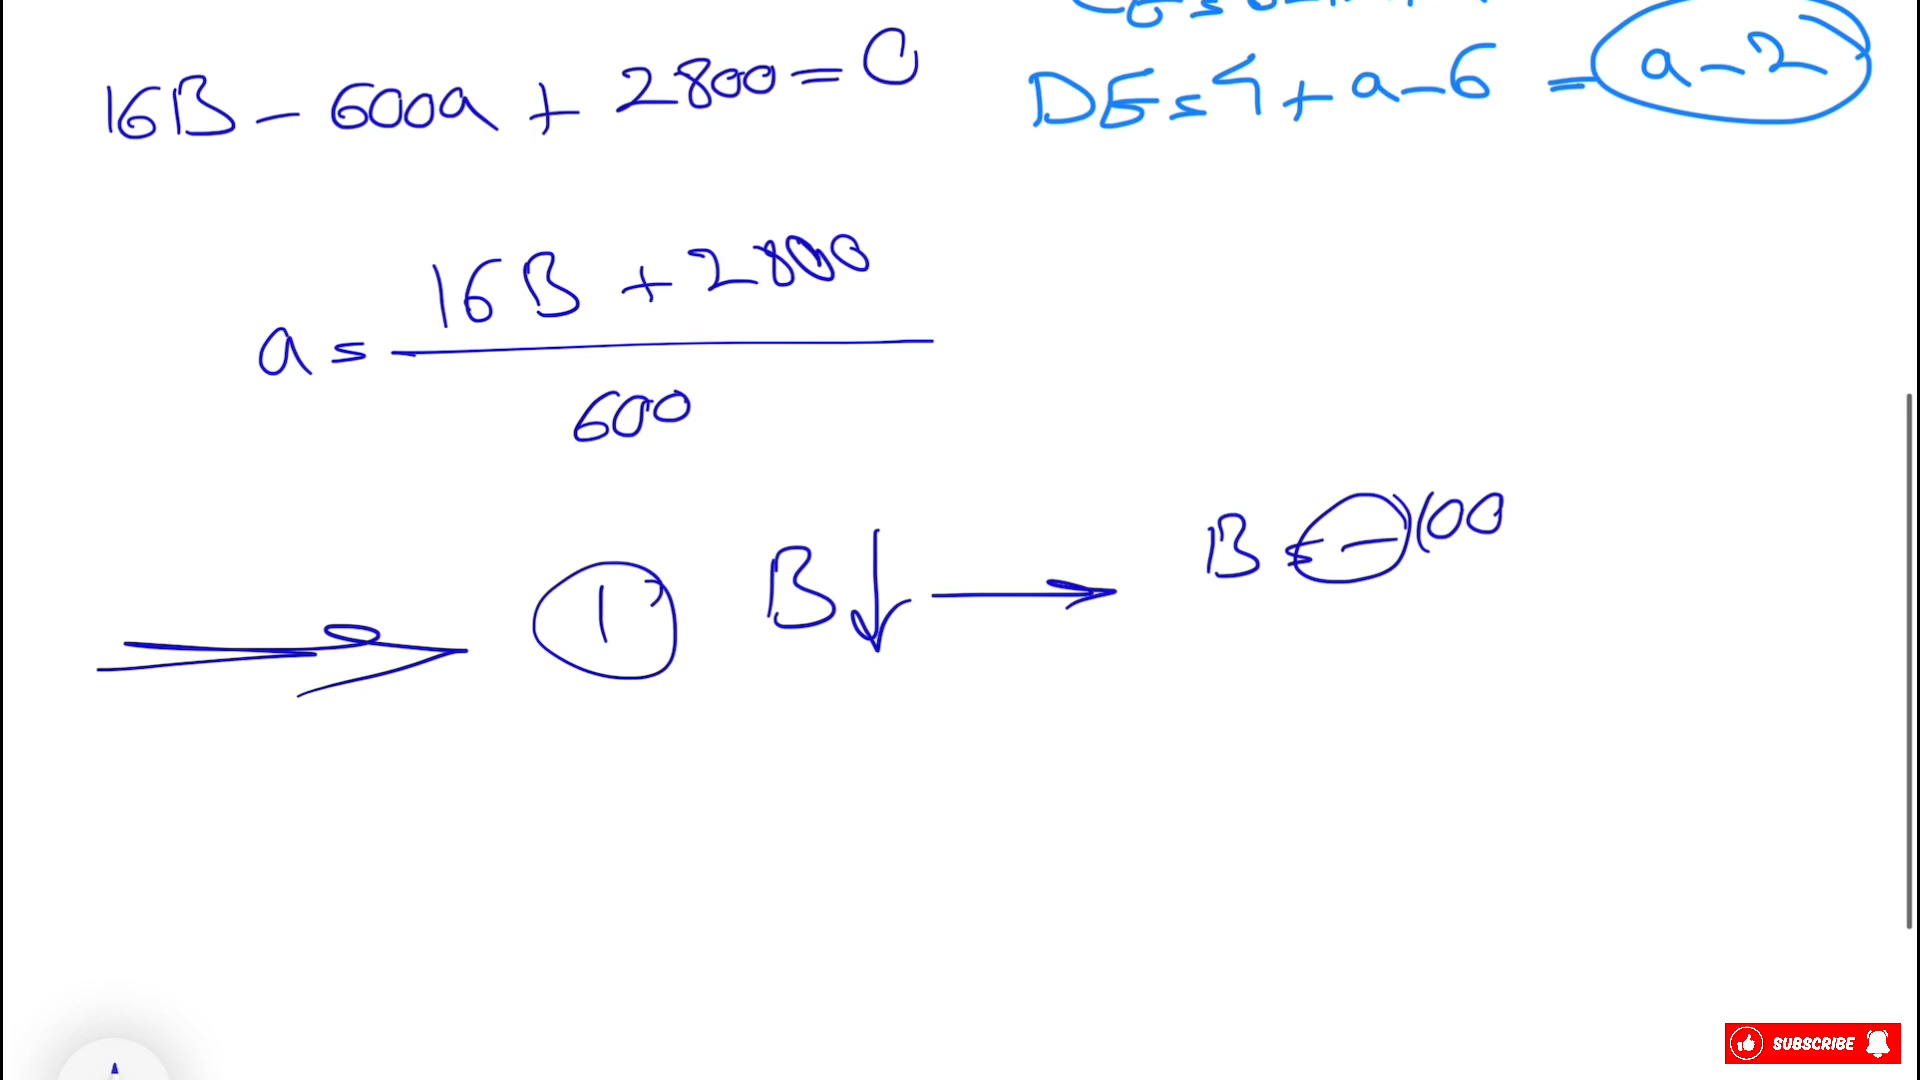 16B - 600a + 2800 = 0
DE = 4 + a - 6 = a - 2
a = 16B + 2800
600
1 B↓ → B = -100
SUBSCRIBE